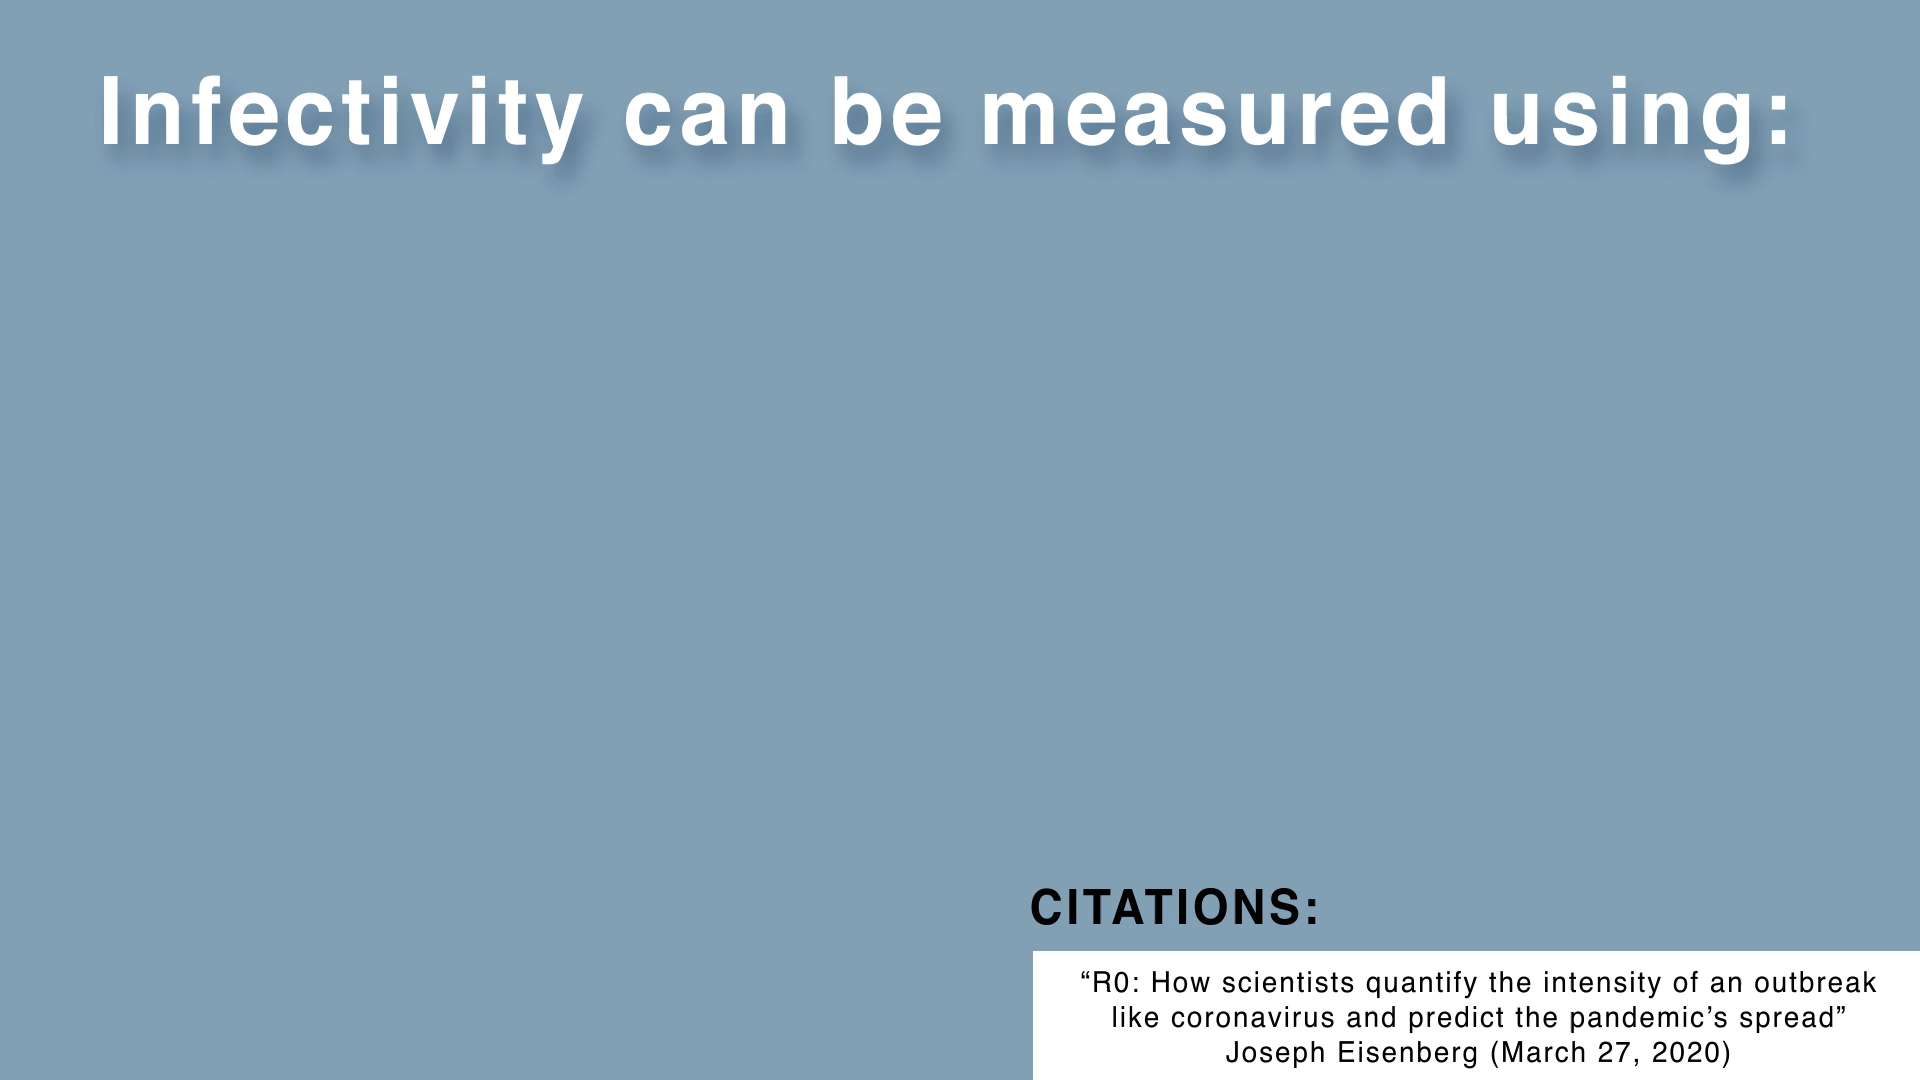 Infectivity can be measured using:
CITATIONS:
“R0: How scientists quantify the intensity of an outbreak
like coronavirus and predict the pandemic’s spread”
Joseph Eisenberg (March 27, 2020)